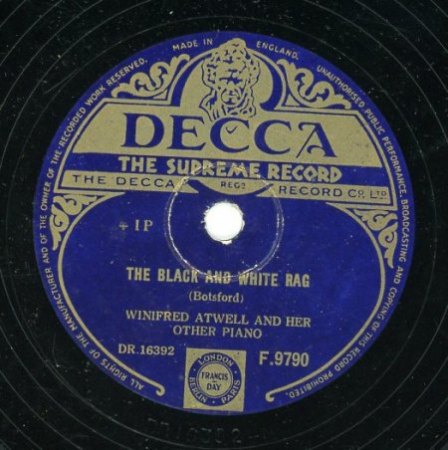 MADE IN ENGLAND.
ALL RIGHTS OF THE MANUFACTURER AND OF THE OWNER OF THE RECORDED WORK RESERVED.
UNAUTHORISED PUBLIC PERFORMANCE, BROADCASTING AND COPYING OF THIS RECORD PROHIBITED.
DECCA
THE SUPREME RECORD
THE DECCA REGD RECORD CO. LTD.
+ 1P
THE BLACK AND WHITE RAG
(Botsford)
WINIFRED ATWELL AND HER
OTHER PIANO
DR.16392
F.9790
LONDON
FRANCIS
DAY
BERLIN PARIS